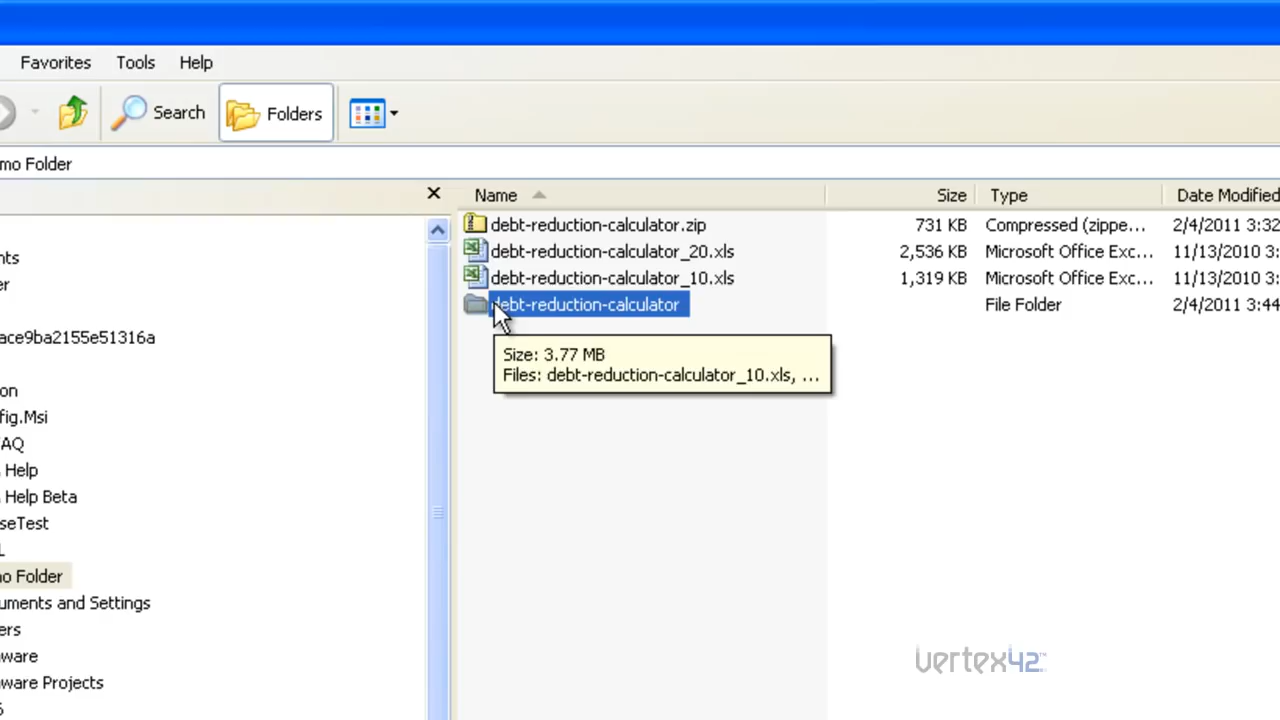 Favorites Tools Help
Search Folders
mo Folder
Name Size Type Date Modified
debt-reduction-calculator.zip 731 KB Compressed (zippe... 2/4/2011 3:32
debt-reduction-calculator_20.xls 2,536 KB Microsoft Office Exc... 11/13/2010 3:
debt-reduction-calculator_10.xls 1,319 KB Microsoft Office Exc... 11/13/2010 3:
debt-reduction-calculator File Folder 2/4/2011 3:44
Size: 3.77 MB
Files: debt-reduction-calculator_10.xls, ...
nts
er
ace9ba2155e51316a
on
fig.Msi
AQ
Help
Help Beta
seTest
L
no Folder
uments and Settings
ers
ware
ware Projects
vertex42™